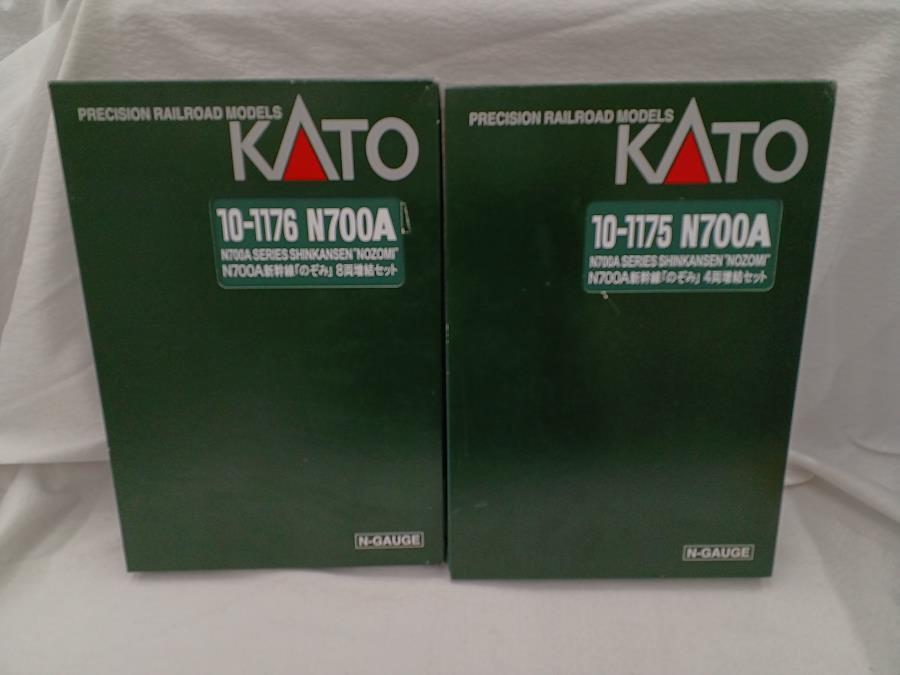 PRECISION RAILROAD MODELS
KATO
10-1176 N700A
N700A SERIES SHINKANSEN "NOZOMI"
N700A新幹線「のぞみ」8両増結セット
N-GAUGE
PRECISION RAILROAD MODELS
KATO
10-1175 N700A
N700A SERIES SHINKANSEN "NOZOMI"
N700A新幹線「のぞみ」4両増結セット
N-GAUGE